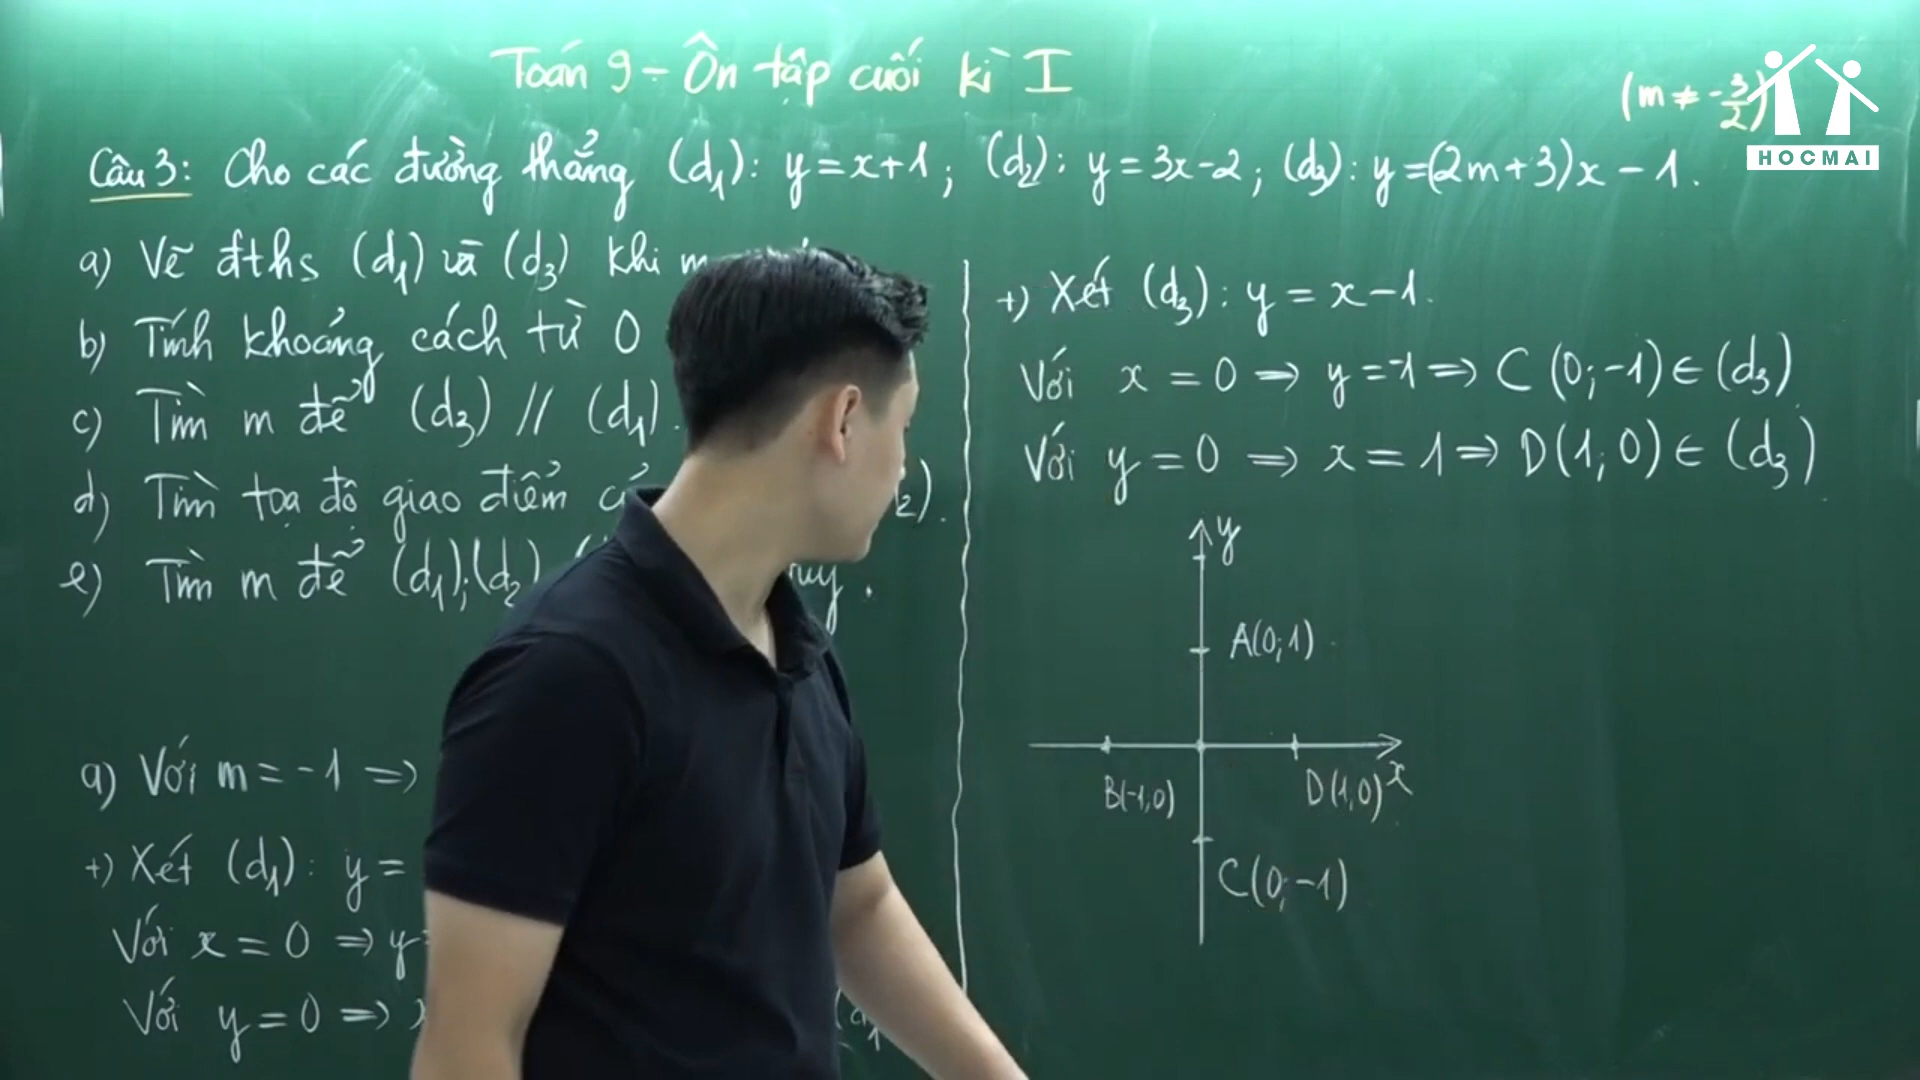 Toán 9 - Ôn tập cuối kì I
(m ≠ -3/2)
HOCMAI
Câu 3: Cho các đường thẳng (d₁): y = x+1; (d₂): y = 3x-2; (d₃): y = (2m+3)x - 1.
a) Vẽ đths (d₁) và (d₃) khi m
b) Tính khoảng cách từ O
c) Tìm m để (d₃) // (d₁).
d) Tìm toạ độ giao điểm
e) Tìm m để (d₁); (d₂)
a) Với m = -1 =>
+) Xét (d₁): y =
Với x = 0 => y
Với y = 0 =>
+) Xét (d₃): y = x - 1.
Với x = 0 => y = -1 => C (0; -1) ∈ (d₃)
Với y = 0 => x = 1 => D(1; 0) ∈ (d₃)
y
A(0; 1)
B(-1, 0)
D(1, 0)
x
C(0; -1)